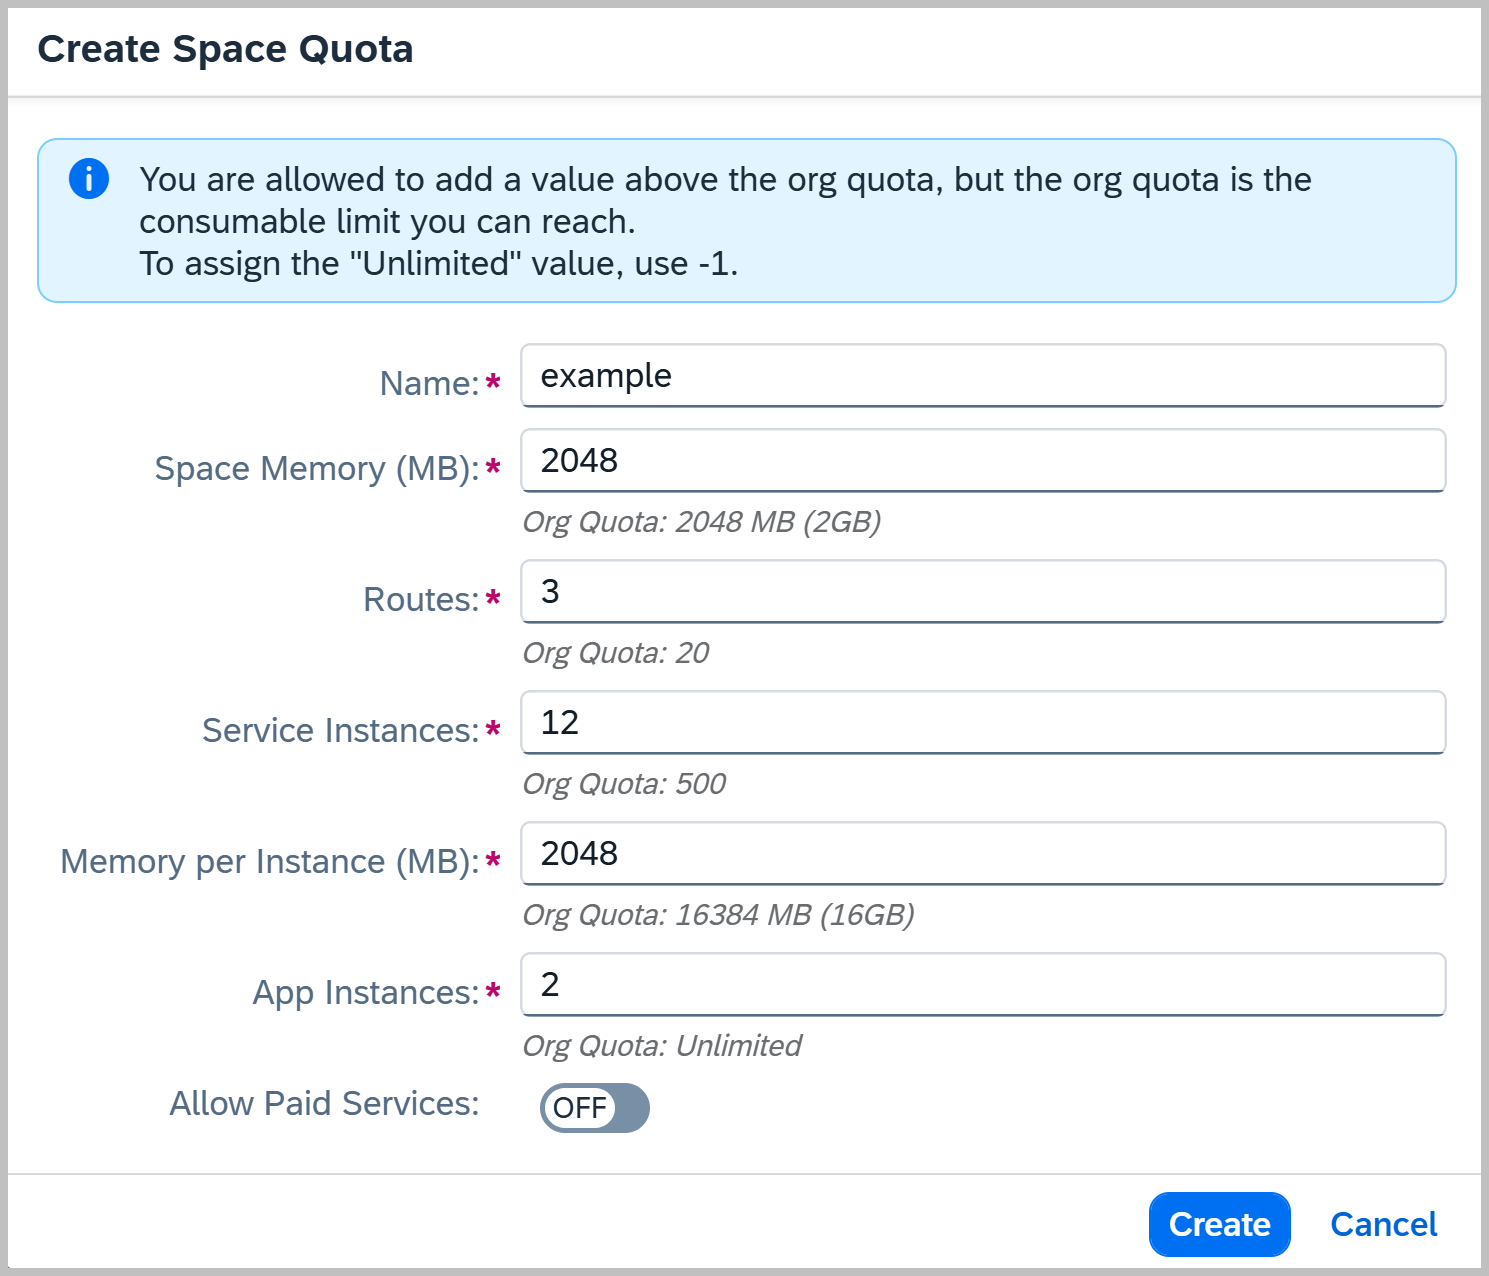 Create Space Quota
You are allowed to add a value above the org quota, but the org quota is the
consumable limit you can reach.
To assign the "Unlimited" value, use -1.
Name:* example
Space Memory (MB):* 2048
Org Quota: 2048 MB (2GB)
Routes:* 3
Org Quota: 20
Service Instances:* 12
Org Quota: 500
Memory per Instance (MB):* 2048
Org Quota: 16384 MB (16GB)
App Instances:* 2
Org Quota: Unlimited
Allow Paid Services: OFF
Create Cancel